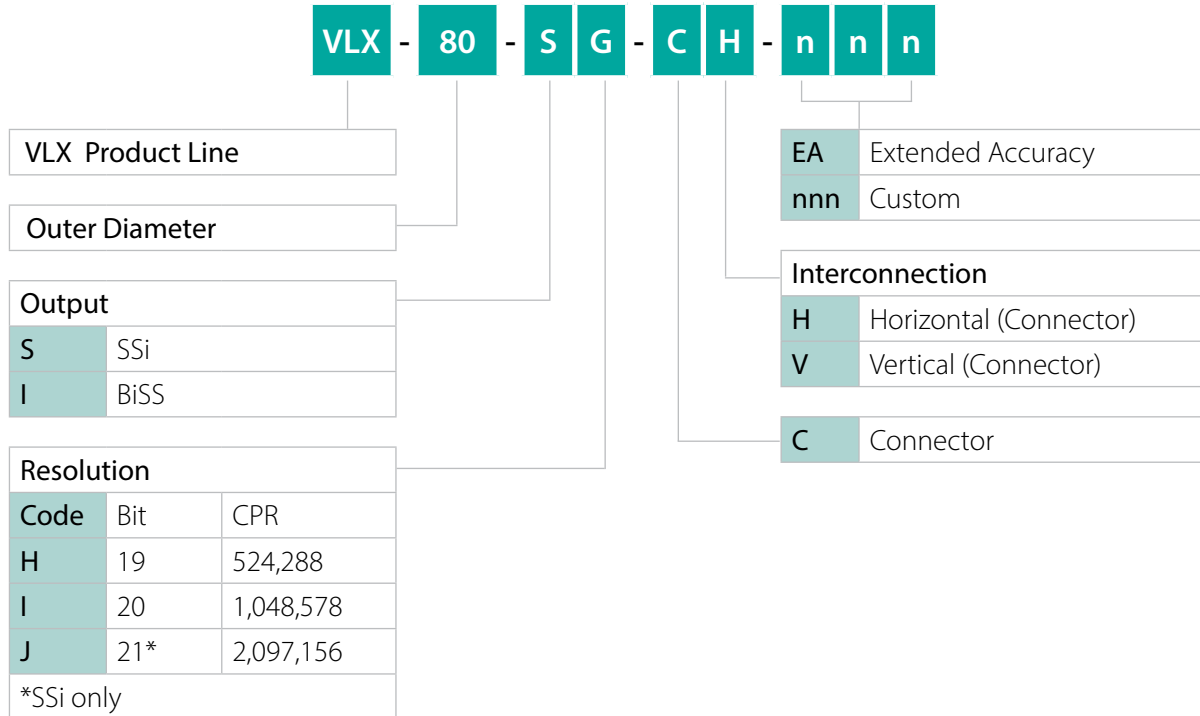 VLX - 80 - S G - C H - n n n
VLX Product Line
Outer Diameter
Output
S SSi
I BiSS
Resolution
Code Bit CPR
H 19 524,288
I 20 1,048,578
J 21* 2,097,156
*SSi only
EA Extended Accuracy
nnn Custom
Interconnection
H Horizontal (Connector)
V Vertical (Connector)
C Connector